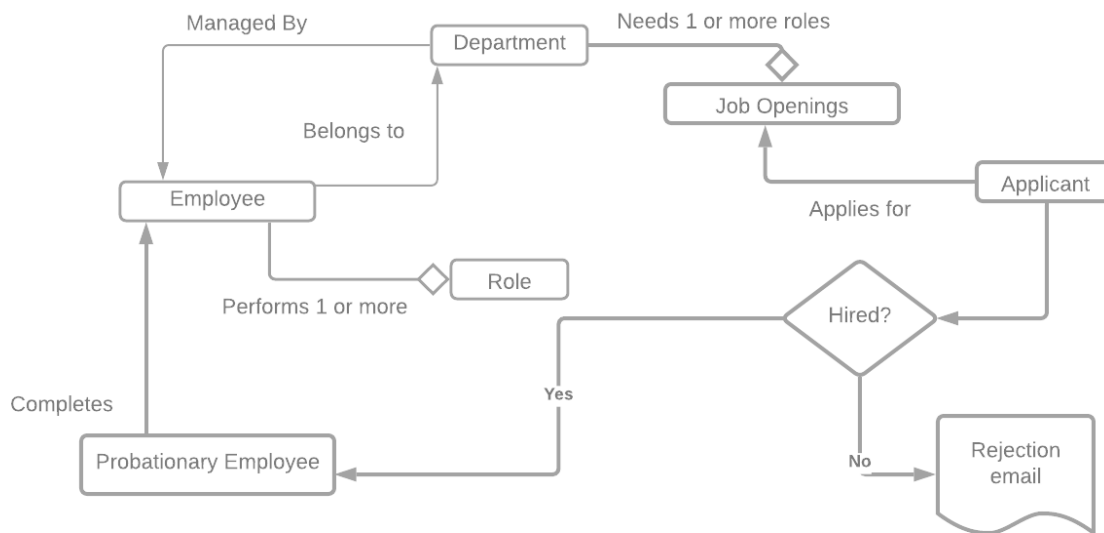 Managed By
Department
Needs 1 or more roles
Job Openings
Belongs to
Employee
Applicant
Applies for
Role
Performs 1 or more
Hired?
Yes
Completes
Probationary Employee
No
Rejection
email